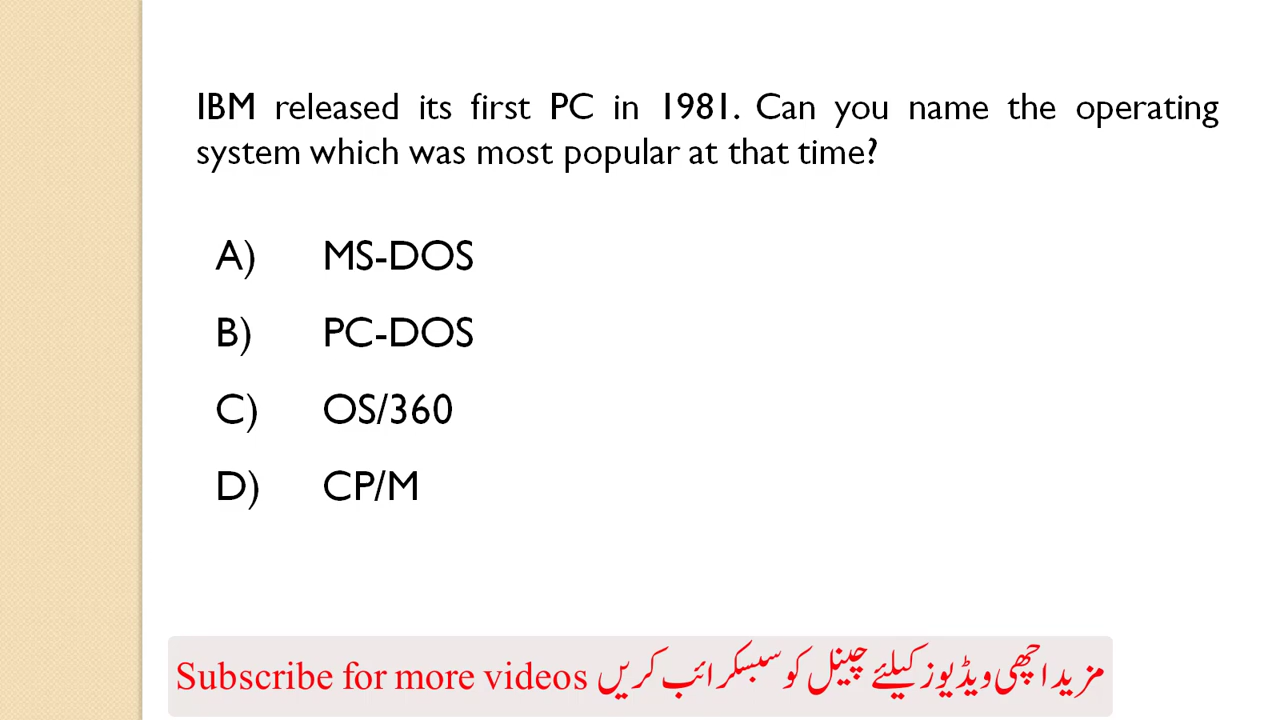 IBM released its first PC in 1981. Can you name the operating
system which was most popular at that time?
A) MS-DOS
B) PC-DOS
C) OS/360
D) CP/M
Subscribe for more videos مزید اچھی ویڈیوز کیلئے چینل کو سبسکرائب کریں